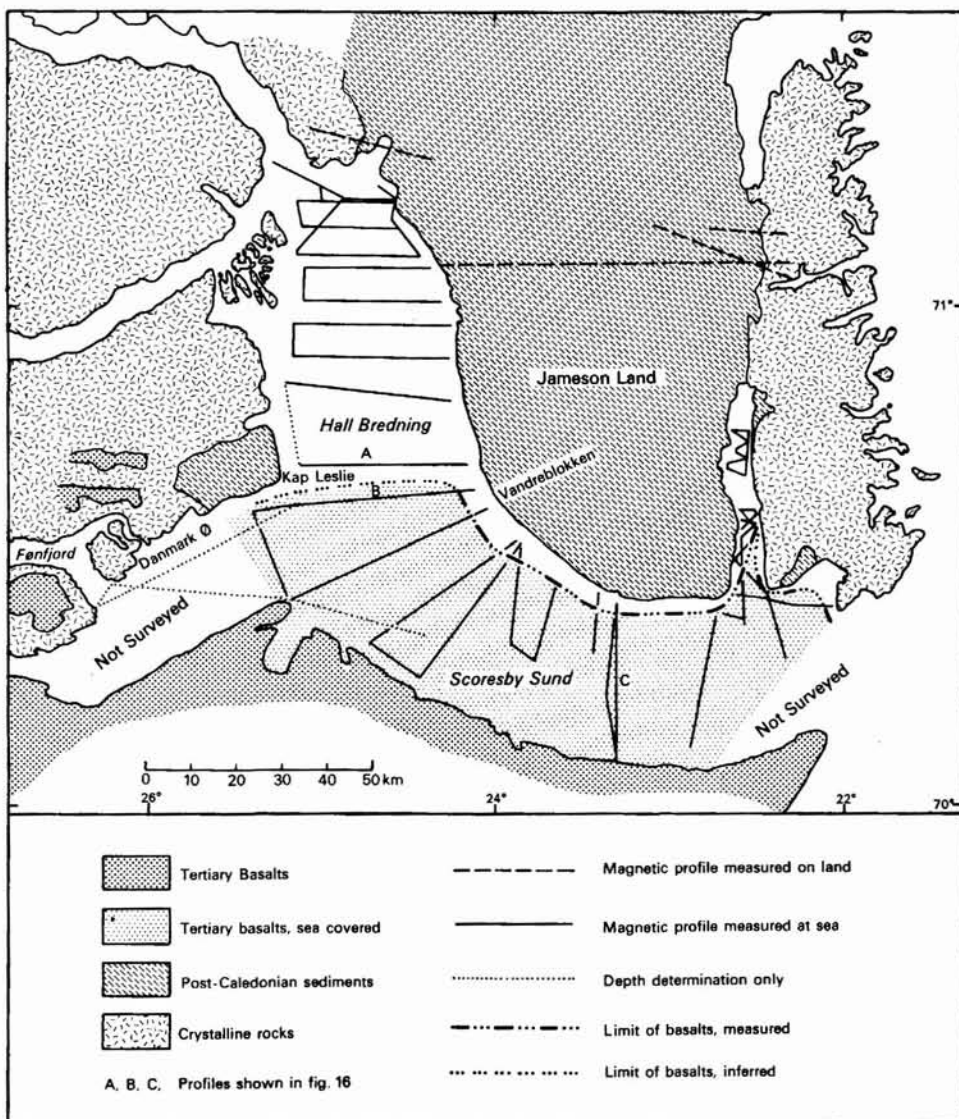 71°
Jameson Land
Hall Bredning
A
Kap Leslie
B
Vandreblokken
Danmark Ø
Fønfjord
Not Surveyed
Scoresby Sund
C
Not Surveyed
0 10 20 30 40 50 km
26° 24° 22° 70°
Tertiary Basalts
Magnetic profile measured on land
Tertiary basalts, sea covered
Magnetic profile measured at sea
Post-Caledonian sediments
Depth determination only
Crystalline rocks
Limit of basalts, measured
A. B. C. Profiles shown in fig. 16
Limit of basalts, inferred